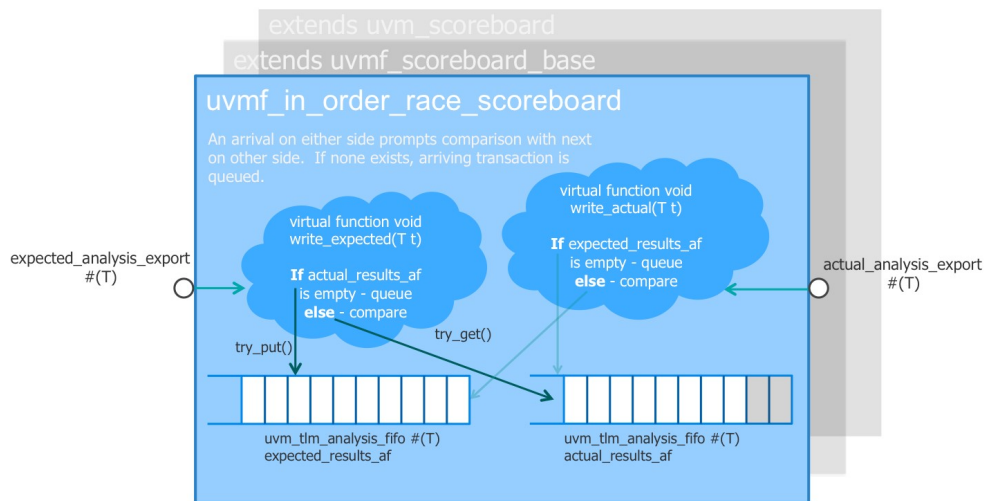 extends uvm_scoreboard
extends uvmf_scoreboard_base
uvmf_in_order_race_scoreboard
An arrival on either side prompts comparison with next
on other side.  If none exists, arriving transaction is
queued.
virtual function void
write_expected(T t)
If actual_results_af
is empty - queue
else - compare
virtual function void
write_actual(T t)
If expected_results_af
is empty - queue
else - compare
expected_analysis_export
#(T)
actual_analysis_export
#(T)
try_put()
try_get()
uvm_tlm_analysis_fifo #(T)
expected_results_af
uvm_tlm_analysis_fifo #(T)
actual_results_af